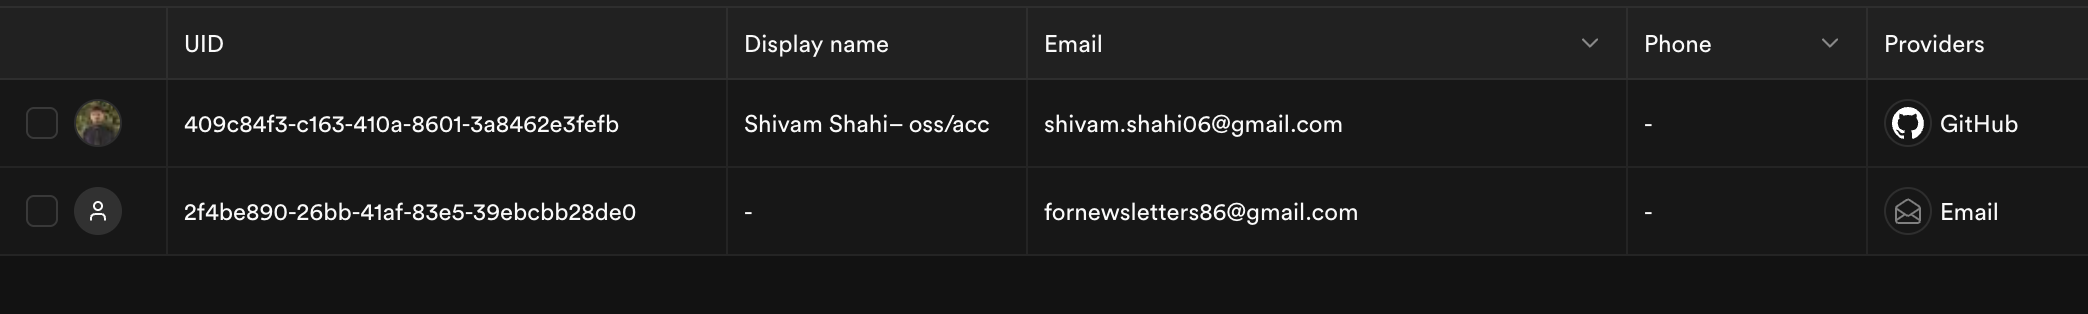 UID Display name Email Phone Providers
409c84f3-c163-410a-8601-3a8462e3fefb Shivam Shahi– oss/acc shivam.shahi06@gmail.com - GitHub
2f4be890-26bb-41af-83e5-39ebcbb28de0 - fornewsletters86@gmail.com - Email